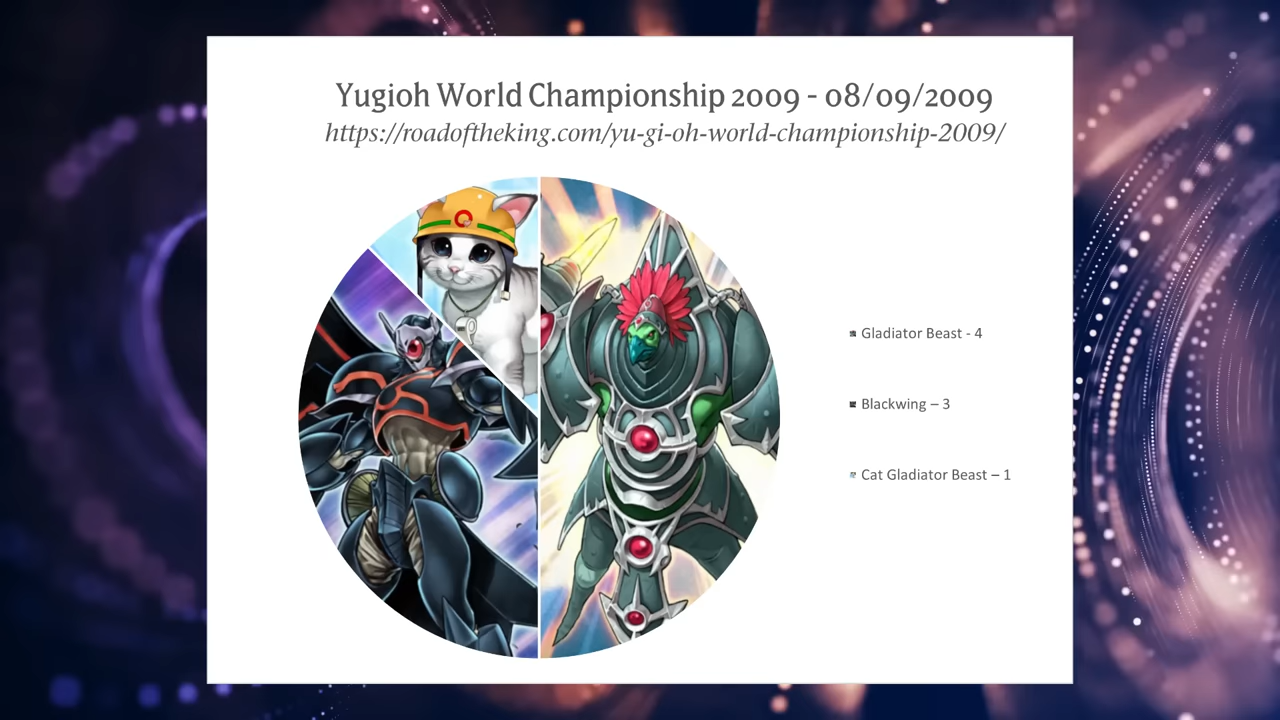 Yugioh World Championship 2009 - 08/09/2009
https://roadoftheking.com/yu-gi-oh-world-championship-2009/
Gladiator Beast - 4
Blackwing – 3
Cat Gladiator Beast – 1